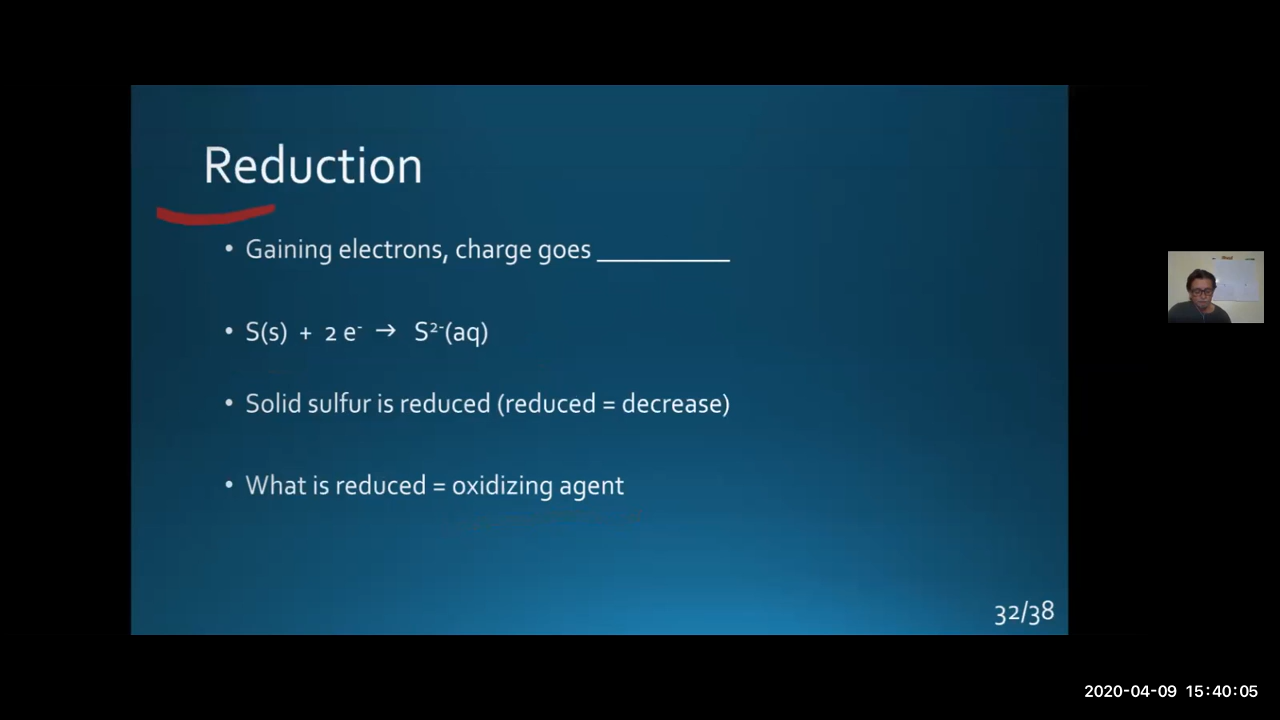 Reduction
• Gaining electrons, charge goes __________
• S(s) + 2 e⁻ → S²⁻(aq)
• Solid sulfur is reduced (reduced = decrease)
• What is reduced = oxidizing agent
32/38
2020-04-09 15:40:05